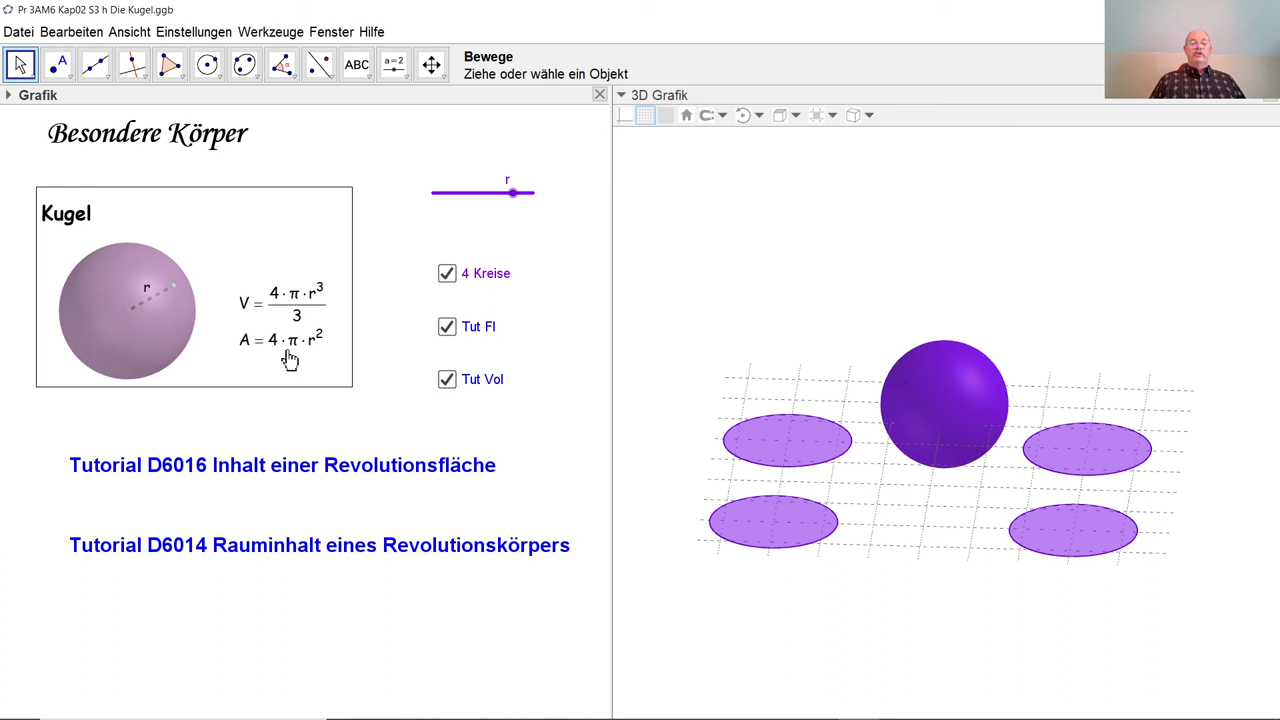 Pr 3AM6 Kap02 S3 h Die Kugel.ggb
Datei Bearbeiten Ansicht Einstellungen Werkzeuge Fenster Hilfe
A
ABC
a=2
Bewege
Ziehe oder wähle ein Objekt
Grafik
3D Grafik
Besondere Körper
Kugel
r
V = 4·π·r³
3
A = 4·π·r²
r
4 Kreise
Tut Fl
Tut Vol
Tutorial D6016 Inhalt einer Revolutionsfläche
Tutorial D6014 Rauminhalt eines Revolutionskörpers